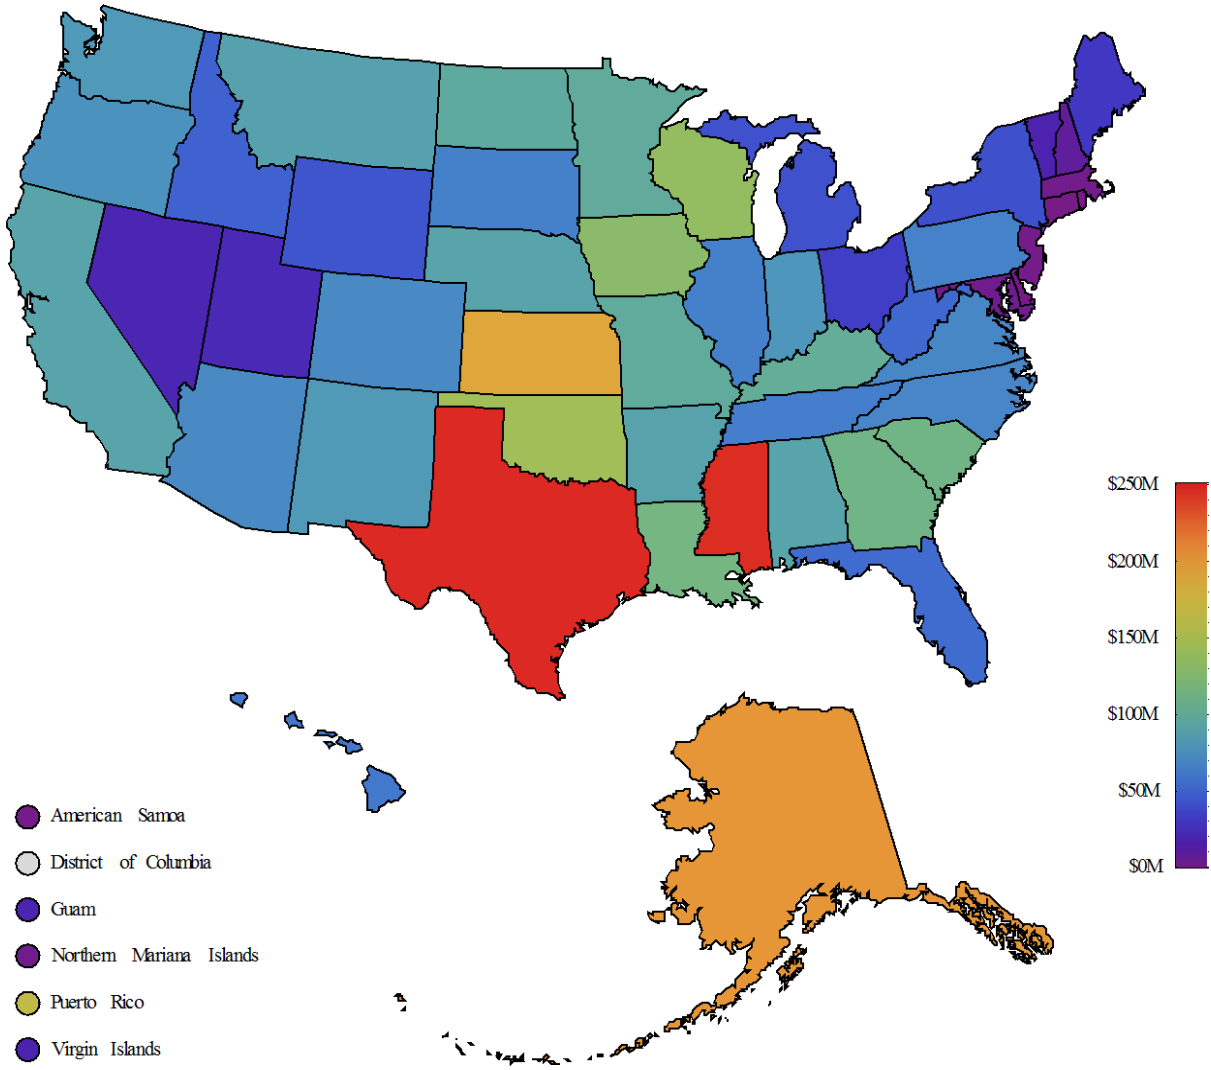 $250M
$200M
$150M
$100M
$50M
$0M
American Samoa
District of Columbia
Guam
Northern Mariana Islands
Puerto Rico
Virgin Islands